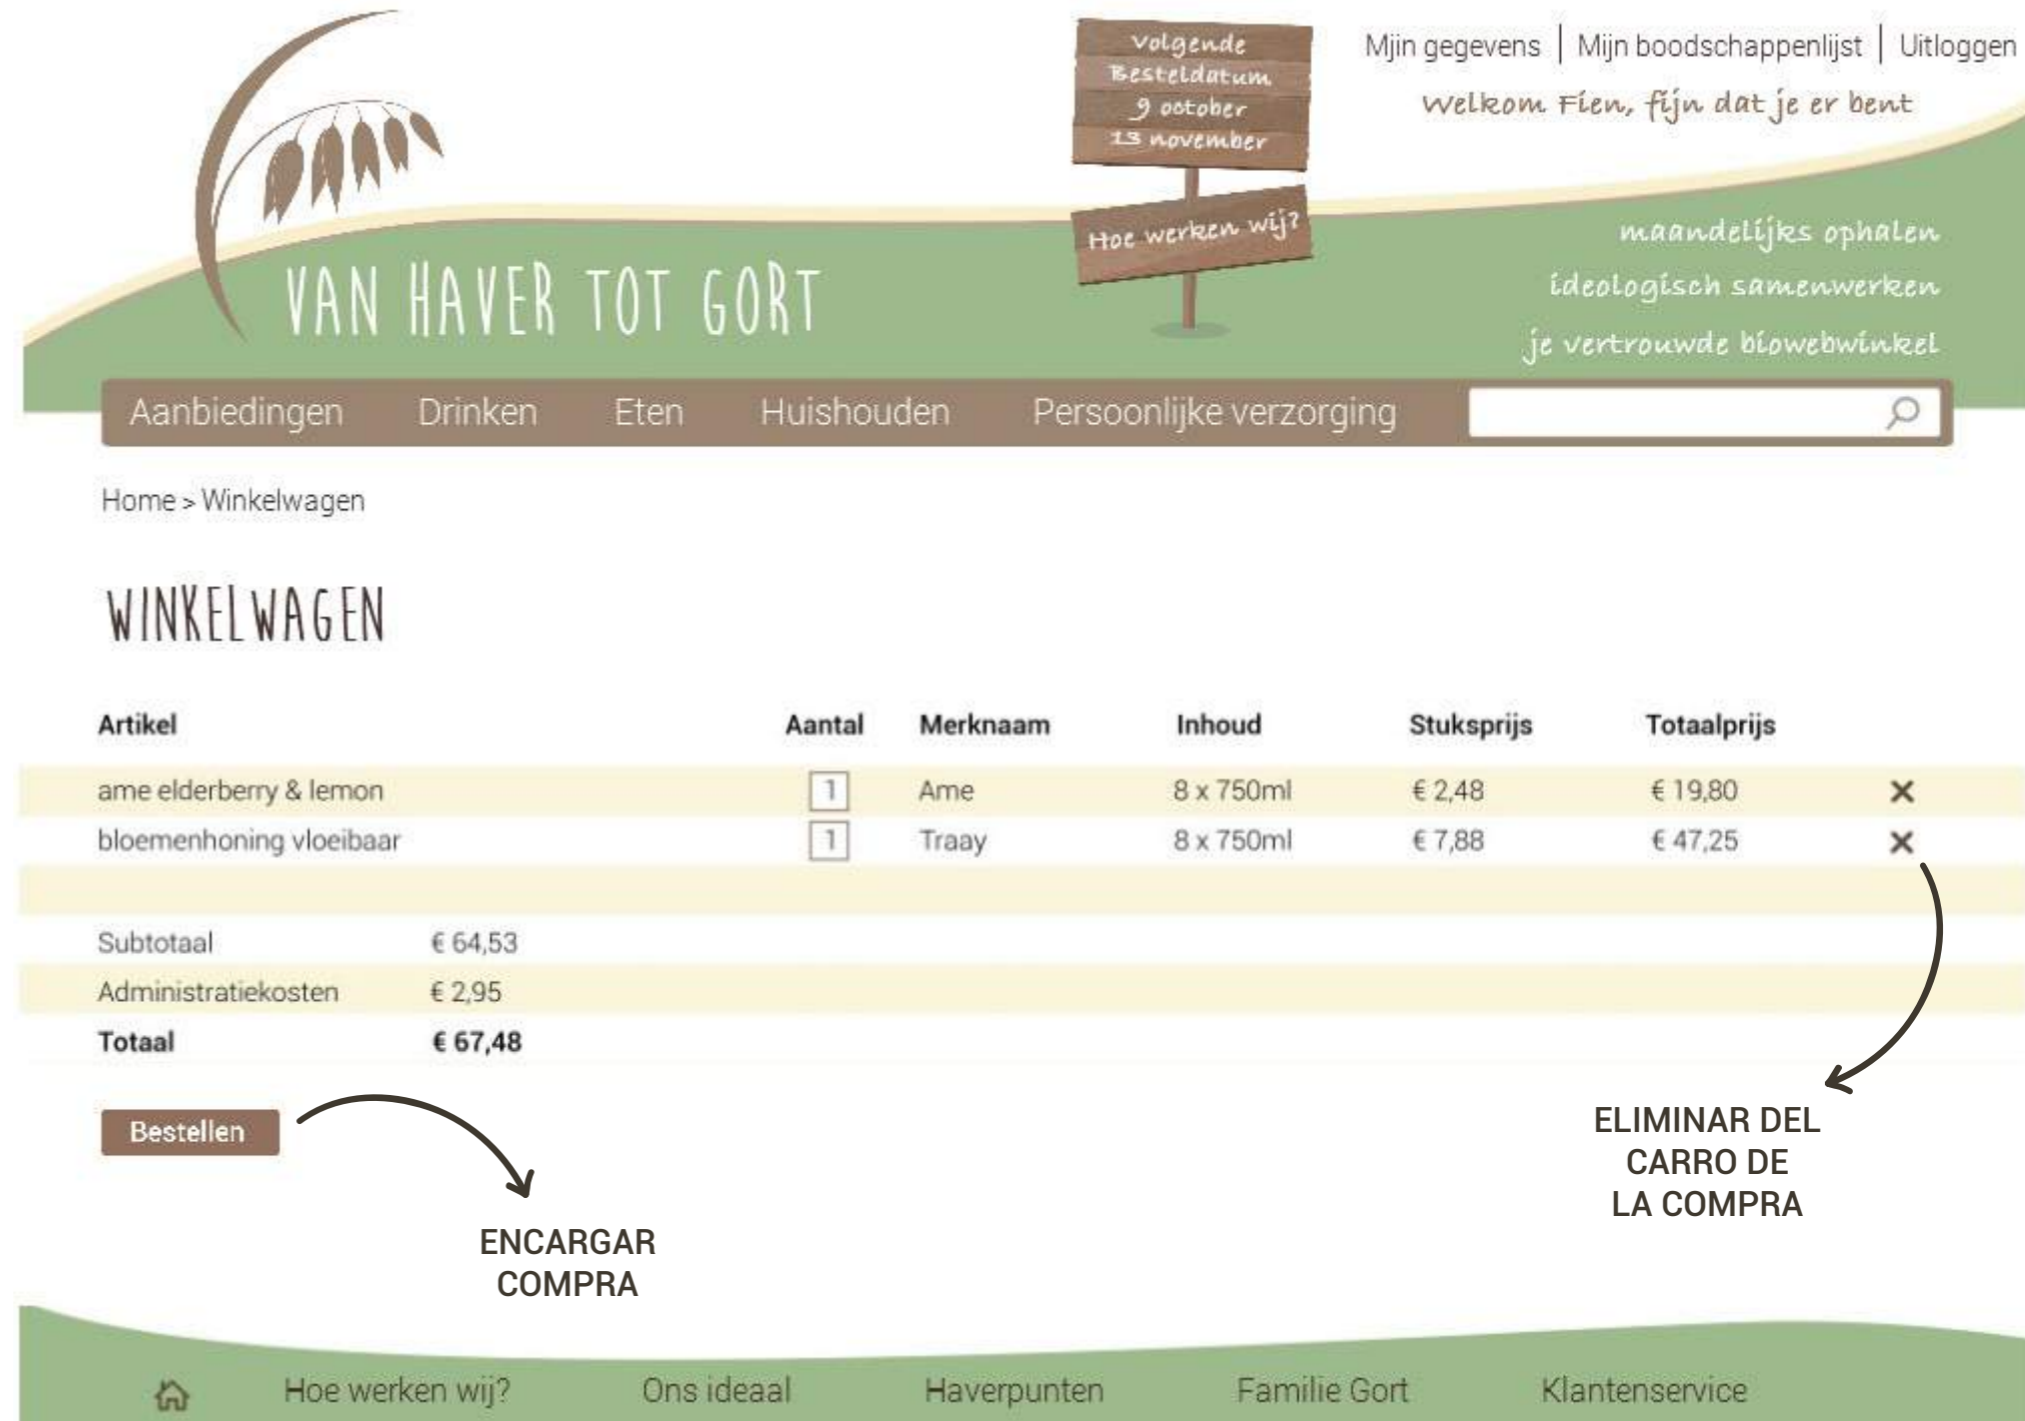 Volgende
Besteldatum
9 october
13 november
Hoe werken wij?
Mjin gegevens | Mijn boodschappenlijst | Uitloggen
Welkom Fien, fijn dat je er bent
maandelijks ophalen
ideologisch samenwerken
je vertrouwde biowebwinkel
VAN HAVER TOT GORT
Aanbiedingen Drinken Eten Huishouden Persoonlijke verzorging
Home > Winkelwagen
WINKELWAGEN
Artikel Aantal Merknaam Inhoud Stuksprijs Totaalprijs
ame elderberry & lemon 1 Ame 8 x 750ml € 2,48 € 19,80
bloemenhoning vloeibaar 1 Traay 8 x 750ml € 7,88 € 47,25
Subtotaal € 64,53
Administratiekosten € 2,95
Totaal € 67,48
Bestellen
ENCARGAR
COMPRA
ELIMINAR DEL
CARRO DE
LA COMPRA
Hoe werken wij? Ons ideaal Haverpunten Familie Gort Klantenservice